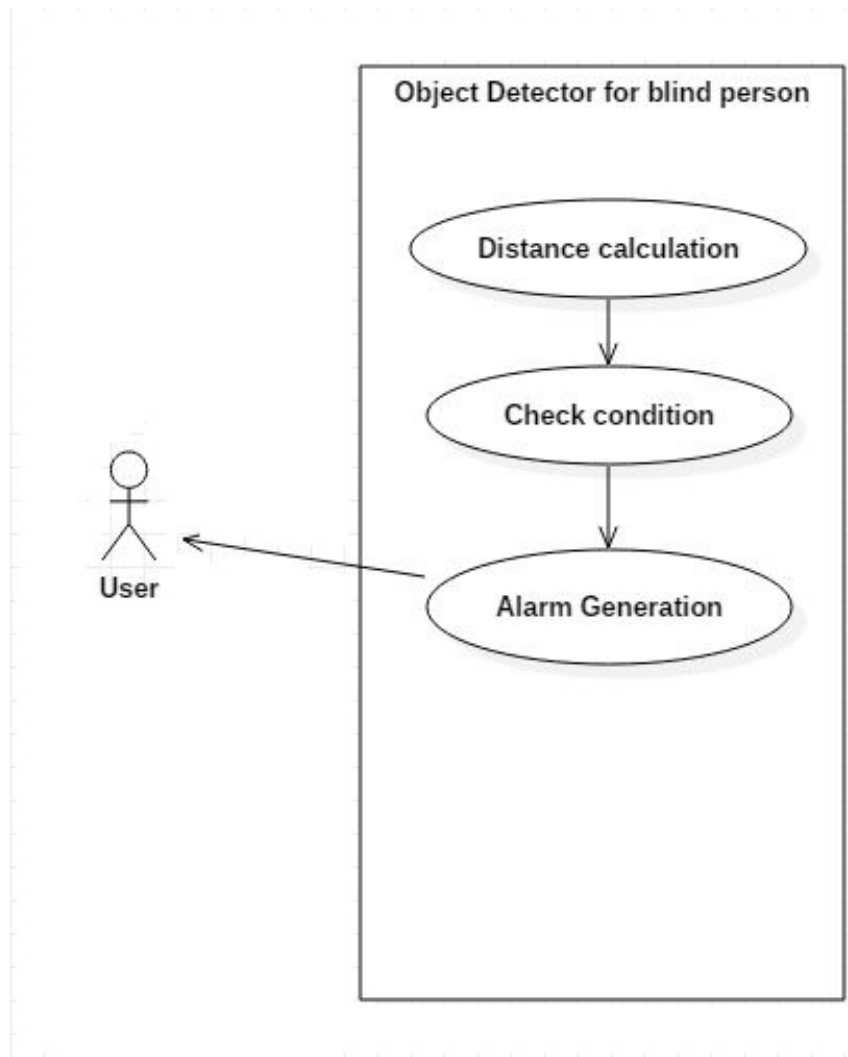 Object Detector for blind person
Distance calculation
Check condition
User
Alarm Generation